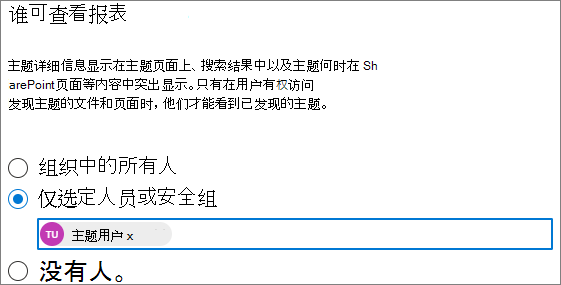 谁可查看报表
主题详细信息显示在主题页面上、搜索结果中以及主题何时在 Sh
arePoint页面等内容中突出显示。只有在用户有权访问
发现主题的文件和页面时，他们才能看到已发现的主题。
组织中的所有人
仅选定人员或安全组
TU 主题用户 x
没有人。